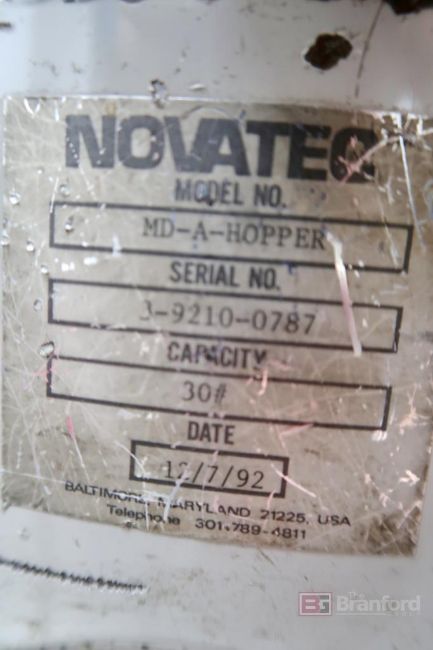 NOVATEC
MODEL NO.
MD-A-HOPPER
SERIAL NO.
3-9210-0787
CAPACITY
30#
DATE
12/7/92
BALTIMORE, MARYLAND 21225, USA
Telephone 301-789-4811
BG The Branford